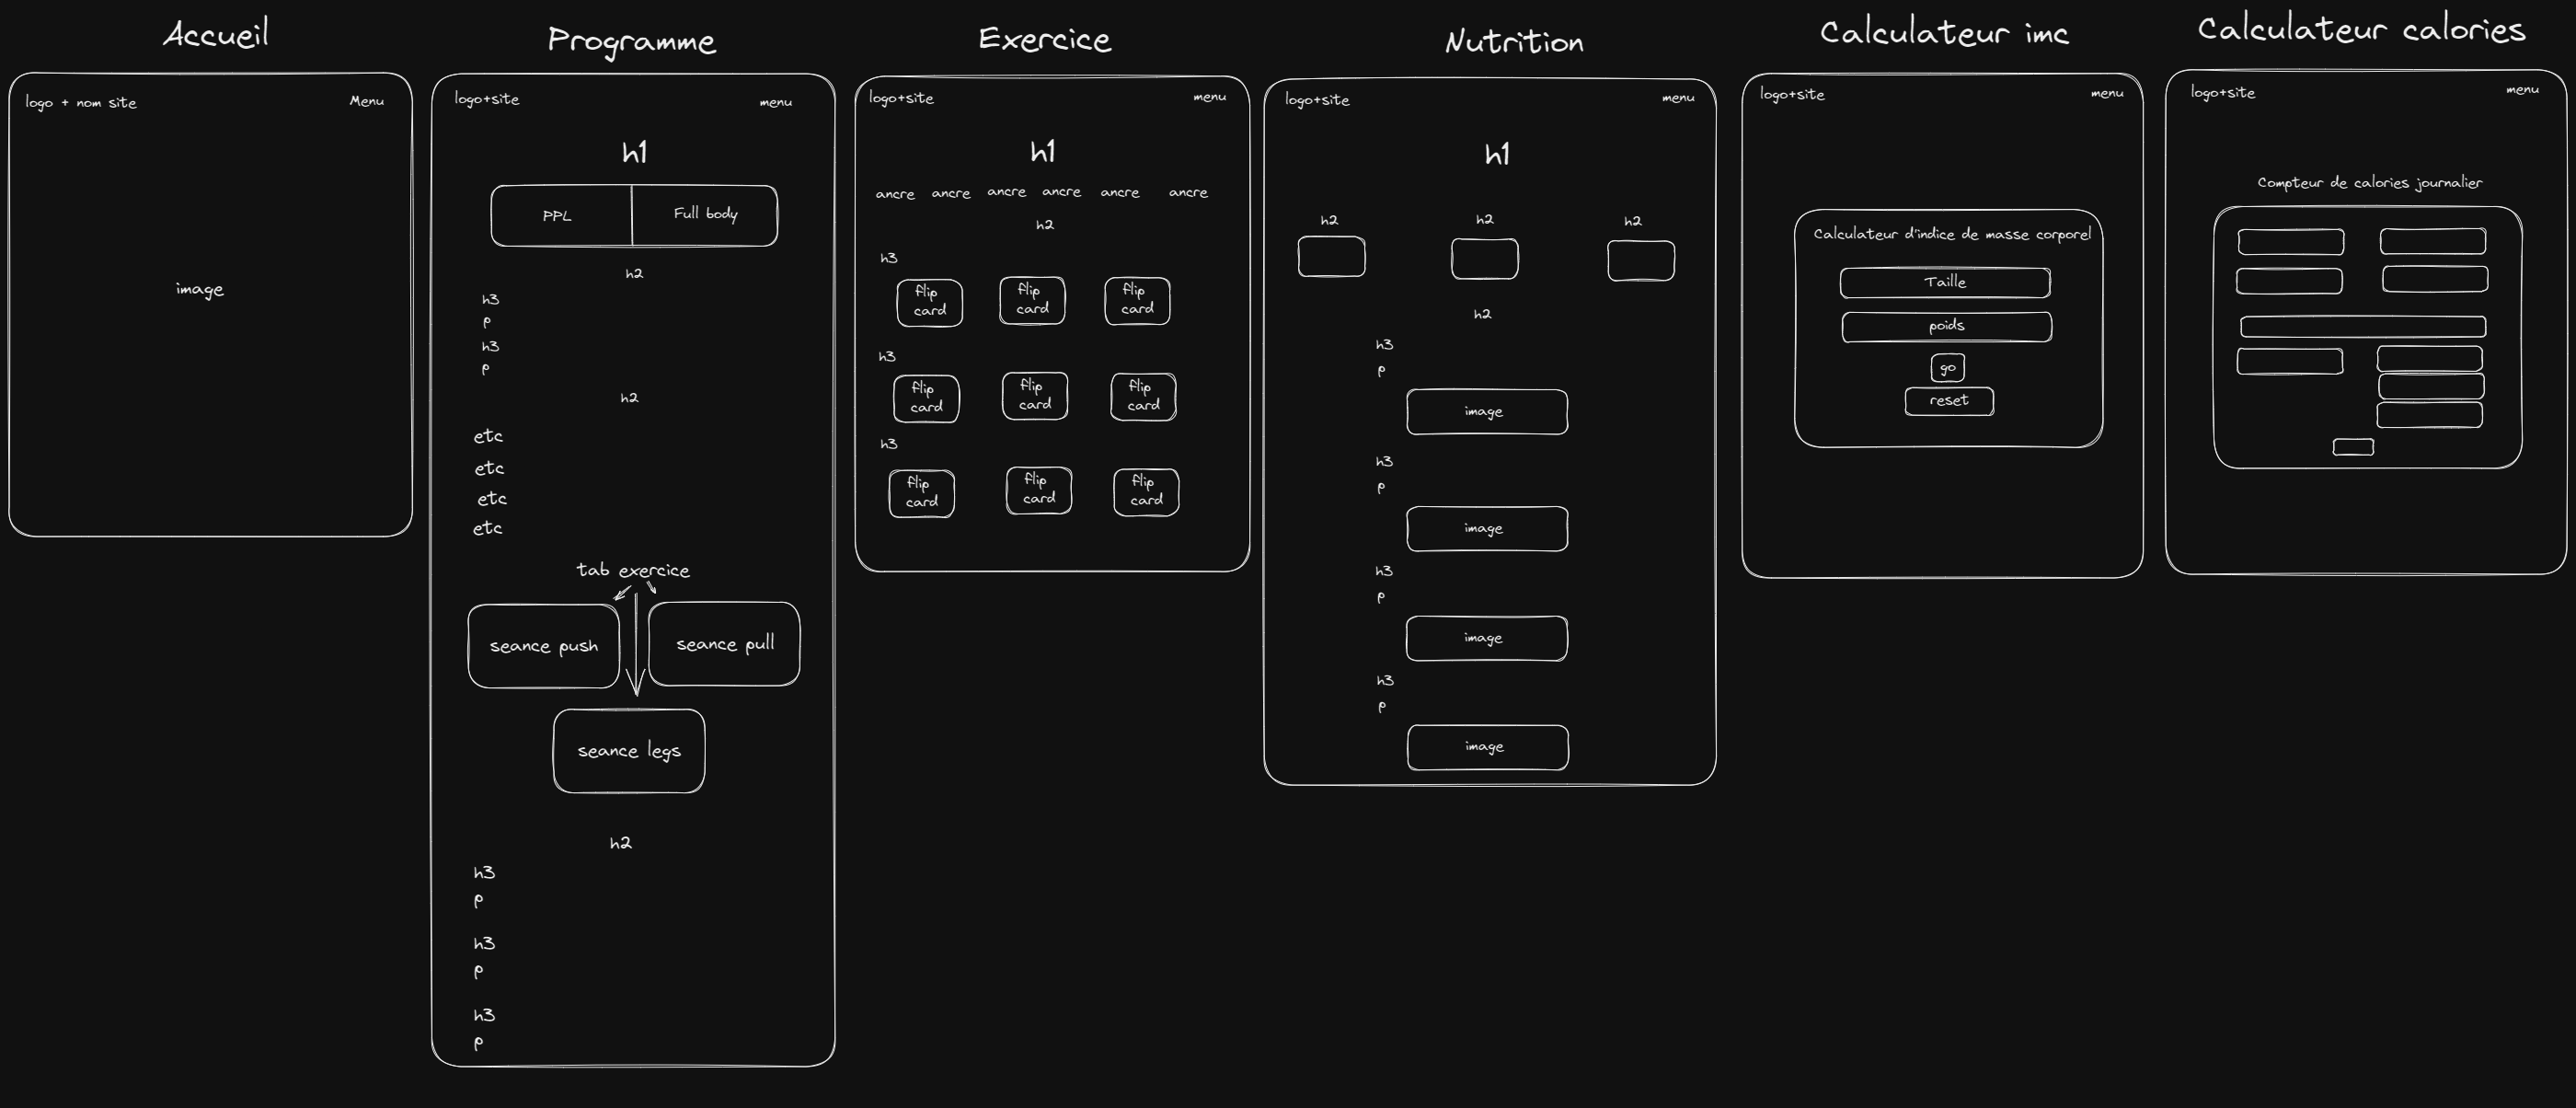 Accueil
logo + nom site
Menu
image
Programme
logo+site
menu
h1
PPL
Full body
h2
h3
p
h3
p
h2
etc
etc
etc
etc
tab exercice
seance push
seance pull
seance legs
h2
h3
p
h3
p
h3
p
Exercice
logo+site
menu
h1
ancre ancre ancre ancre ancre ancre
h2
h3
flip
card
flip
card
flip
card
h3
flip
card
flip
card
flip
card
h3
flip
card
flip
card
flip
card
Nutrition
logo+site
menu
h1
h2
h2
h2
h2
h3
p
image
h3
p
image
h3
p
image
h3
p
image
Calculateur imc
logo+site
menu
Calculateur d'indice de masse corporel
Taille
poids
go
reset
Calculateur calories
logo+site
menu
Compteur de calories journalier